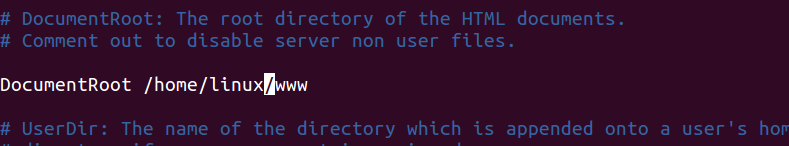 # DocumentRoot: The root directory of the HTML documents.
# Comment out to disable server non user files.
DocumentRoot /home/linux/www
# UserDir: The name of the directory which is appended onto a user's hom